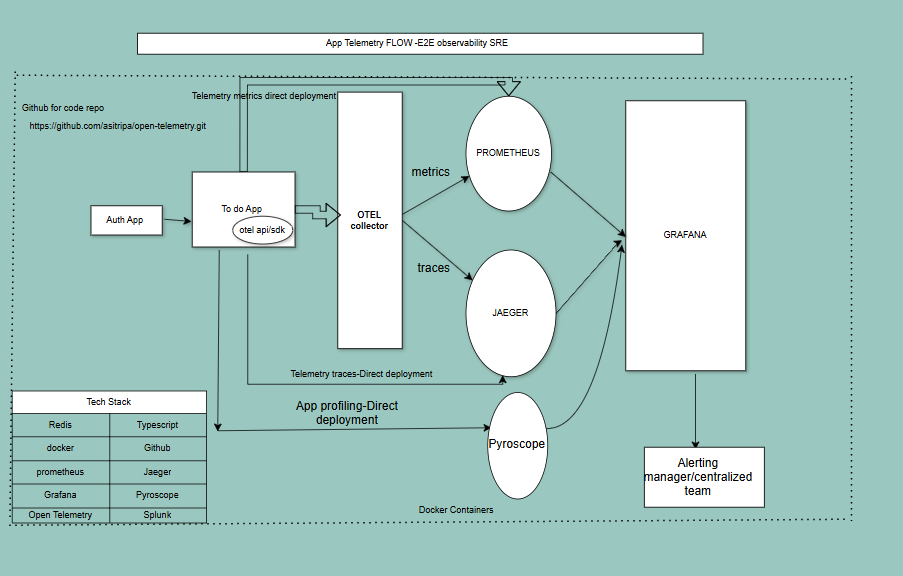 App Telemetry FLOW -E2E observability SRE
Telemetry metrics direct deployment
Github for code repo
https://github.com/asitripa/open-telemetry.git
PROMETHEUS
metrics
Auth App
To do App
otel api/sdk
OTEL
collector
GRAFANA
traces
JAEGER
Telemetry traces-Direct deployment
App profiling-Direct
deployment
Pyroscope
Alerting
manager/centralized
team
Tech Stack
Redis Typescript
docker Github
prometheus Jaeger
Grafana Pyroscope
Open Telemetry Splunk
Docker Containers